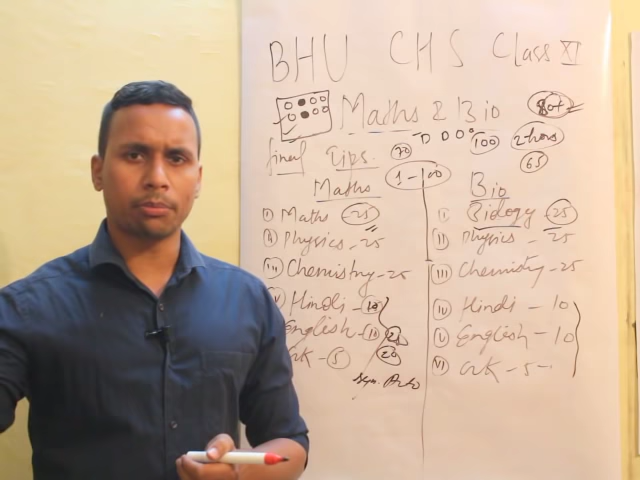 BHU CHS Class XI
Maths & Bio 80+
100 2 hours
final Tips. 70 65
1-100
Maths
Bio
I Maths 25
II Physics - 25
III Chemistry - 25
Hindi - 10
English - 10 25
GK - 5 20
I Biology 25
II Physics - 25
III Chemistry - 25
IV Hindi - 10
V English - 10
VI GK - 5 -